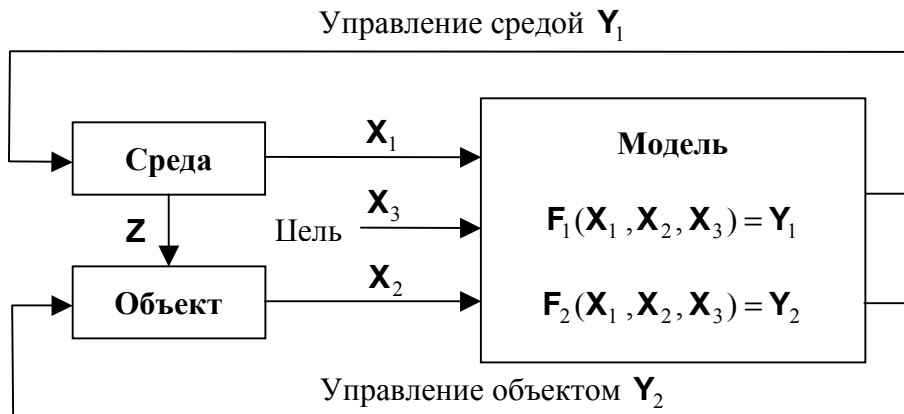 Управление средой Y₁
X₁
Среда
Модель
X₃
Z
Цель
F₁(X₁ ,X₂, X₃) = Y₁
X₂
Объект
F₂(X₁ ,X₂, X₃) = Y₂
Управление объектом Y₂